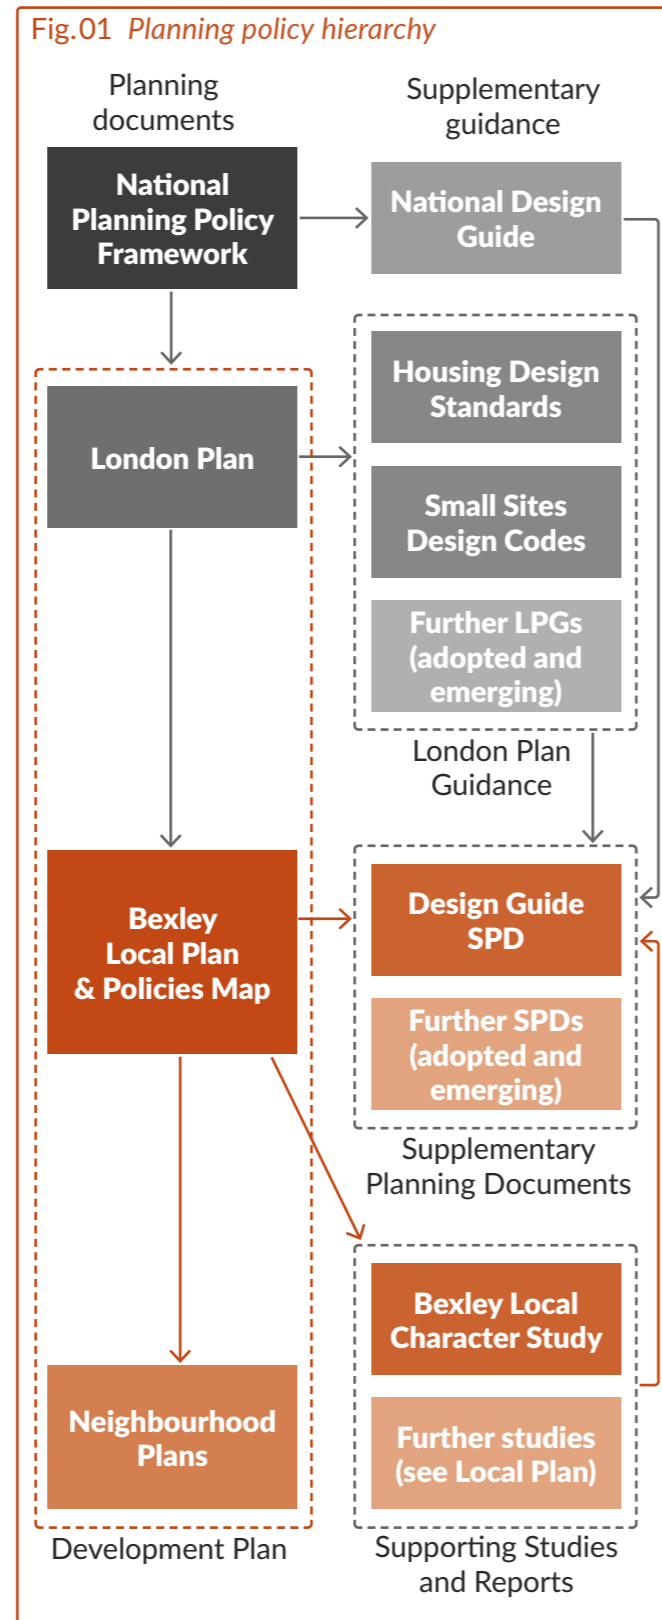 Fig.01 Planning policy hierarchy
Planning
documents
Supplementary
guidance
National
Planning Policy
Framework
National Design
Guide
London Plan
Housing Design
Standards
Small Sites
Design Codes
Further LPGs
(adopted and
emerging)
London Plan
Guidance
Bexley
Local Plan
& Policies Map
Design Guide
SPD
Further SPDs
(adopted and
emerging)
Supplementary
Planning Documents
Bexley Local
Character Study
Neighbourhood
Plans
Further studies
(see Local Plan)
Development Plan
Supporting Studies
and Reports